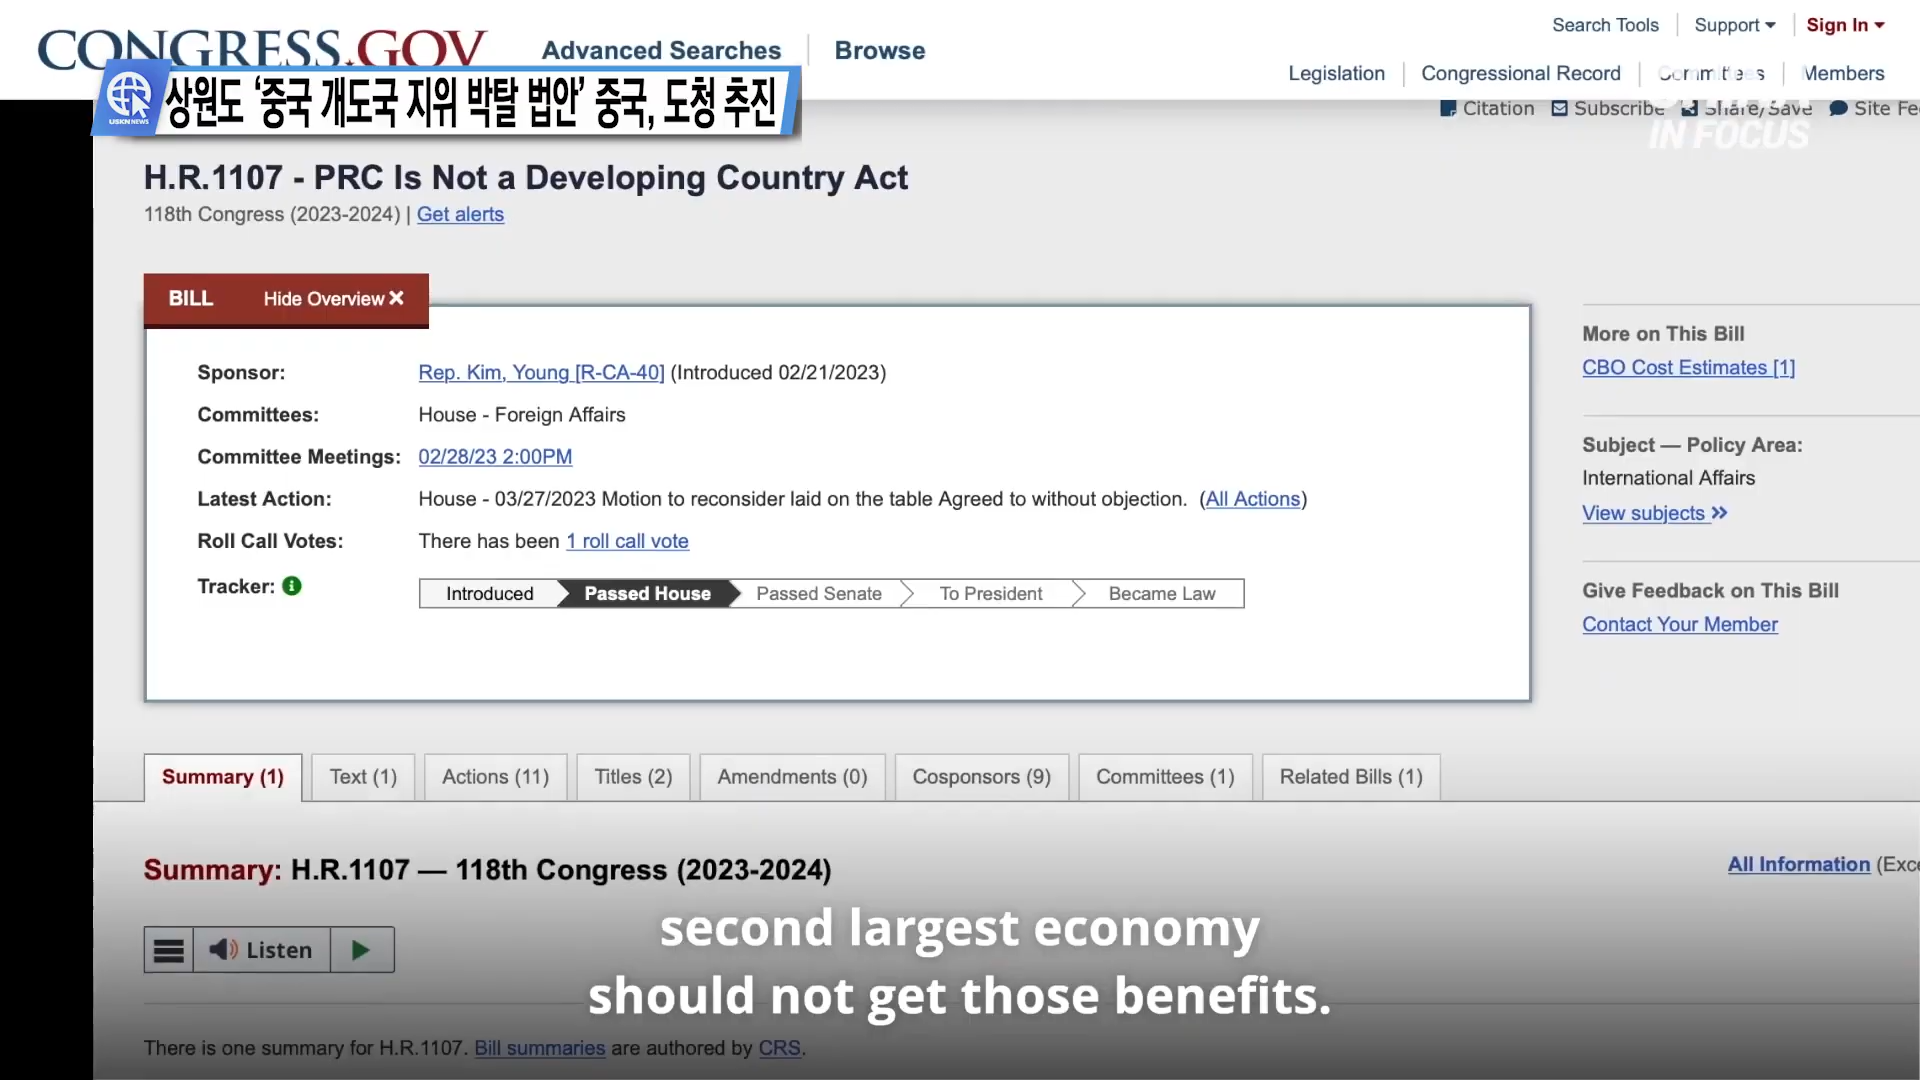 CONGRESS.GOV
Advanced Searches
Browse
Search Tools
Support
Sign In
Legislation
Congressional Record
Committees
Members
상원도 ‘중국 개도국 지위 박탈 법안’ 중국, 도청 추진
USKN NEWS
Citation
Subscribe
Share/Save
Site Fe
IN FOCUS
H.R.1107 - PRC Is Not a Developing Country Act
118th Congress (2023-2024) | Get alerts
BILL Hide Overview
Sponsor: Rep. Kim, Young [R-CA-40] (Introduced 02/21/2023)
Committees: House - Foreign Affairs
Committee Meetings: 02/28/23 2:00PM
Latest Action: House - 03/27/2023 Motion to reconsider laid on the table Agreed to without objection. (All Actions)
Roll Call Votes: There has been 1 roll call vote
Tracker: Introduced Passed House Passed Senate To President Became Law
More on This Bill
CBO Cost Estimates [1]
Subject — Policy Area:
International Affairs
View subjects
Give Feedback on This Bill
Contact Your Member
Summary (1) Text (1) Actions (11) Titles (2) Amendments (0) Cosponsors (9) Committees (1) Related Bills (1)
Summary: H.R.1107 — 118th Congress (2023-2024)
All Information (Exc
Listen
second largest economy
should not get those benefits.
There is one summary for H.R.1107. Bill summaries are authored by CRS.